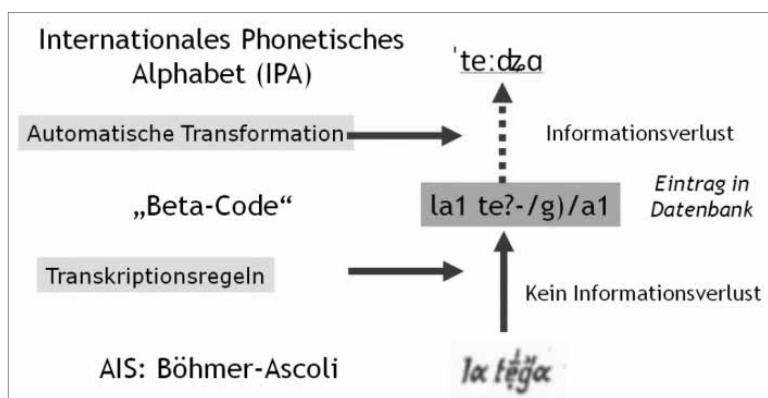 Internationales Phonetisches
Alphabet (IPA)
ˈteːʥɑ
Automatische Transformation
Informationsverlust
„Beta-Code“
la1 te?-/g)/a1
Eintrag in
Datenbank
Transkriptionsregeln
Kein Informationsverlust
AIS: Böhmer-Ascoli